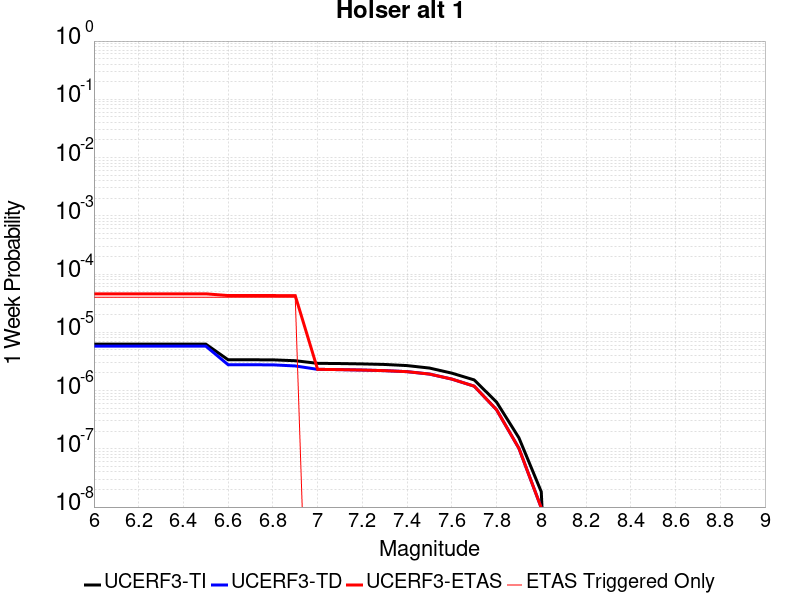 Holser alt 1
10^0
10^-1
10^-2
10^-3
10^-4
10^-5
10^-6
10^-7
10^-8
1 Week Probability
6 6.2 6.4 6.6 6.8 7 7.2 7.4 7.6 7.8 8 8.2 8.4 8.6 8.8 9
Magnitude
UCERF3-TI UCERF3-TD UCERF3-ETAS ETAS Triggered Only